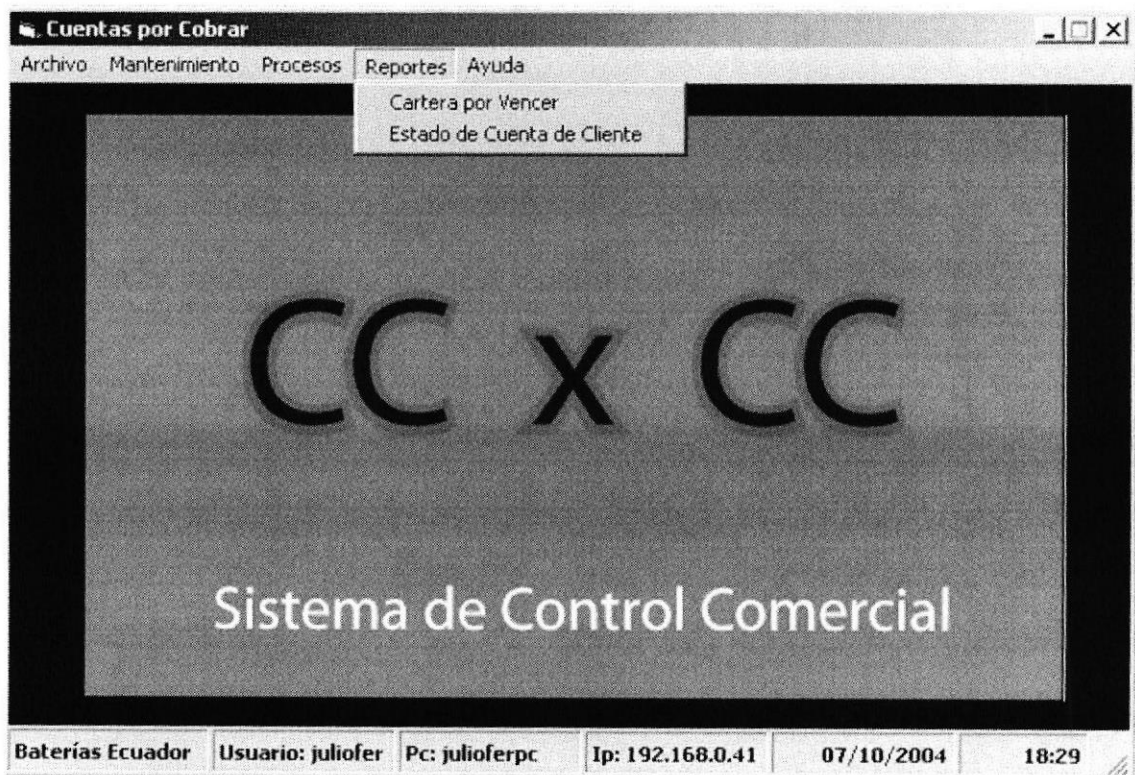 Cuentas por Cobrar
Archivo Mantenimiento Procesos Reportes Ayuda
Cartera por Vencer
Estado de Cuenta de Cliente
CC x CC
Sistema de Control Comercial
Baterías Ecuador Usuario: juliofer Pc: julioferpc Ip: 192.168.0.41 07/10/2004 18:29